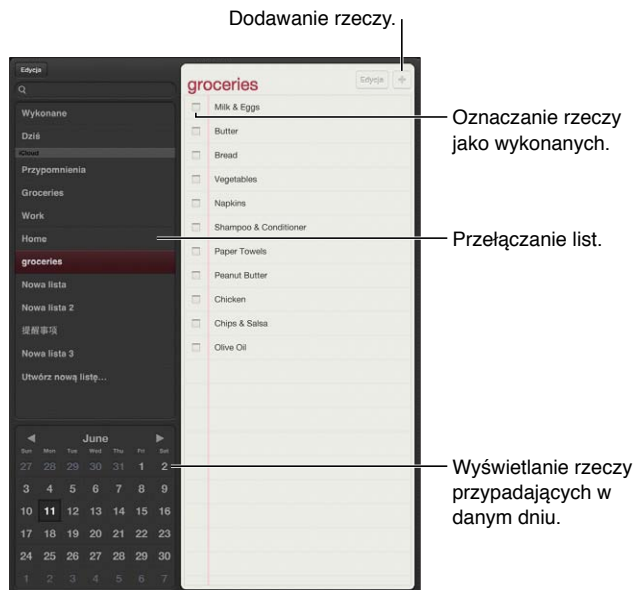 Dodawanie rzeczy.
Edycja
Wykonane
Dziś
iCloud
Przypomnienia
Groceries
Work
Home
groceries
Nowa lista
Nowa lista 2
提醒事项
Nowa lista 3
Utwórz nową listę...
June
Sun Mon Tue Wed Thu Fri Sat
27 28 29 30 31 1 2
3 4 5 6 7 8 9
10 11 12 13 14 15 16
17 18 19 20 21 22 23
24 25 26 27 28 29 30
1 2 3 4 5 6 7
groceries
Edycja +
Milk & Eggs
Butter
Bread
Vegetables
Napkins
Shampoo & Conditioner
Paper Towels
Peanut Butter
Chicken
Chips & Salsa
Olive Oil
Oznaczanie rzeczy
jako wykonanych.
Przełączanie list.
Wyświetlanie rzeczy
przypadających w
danym dniu.